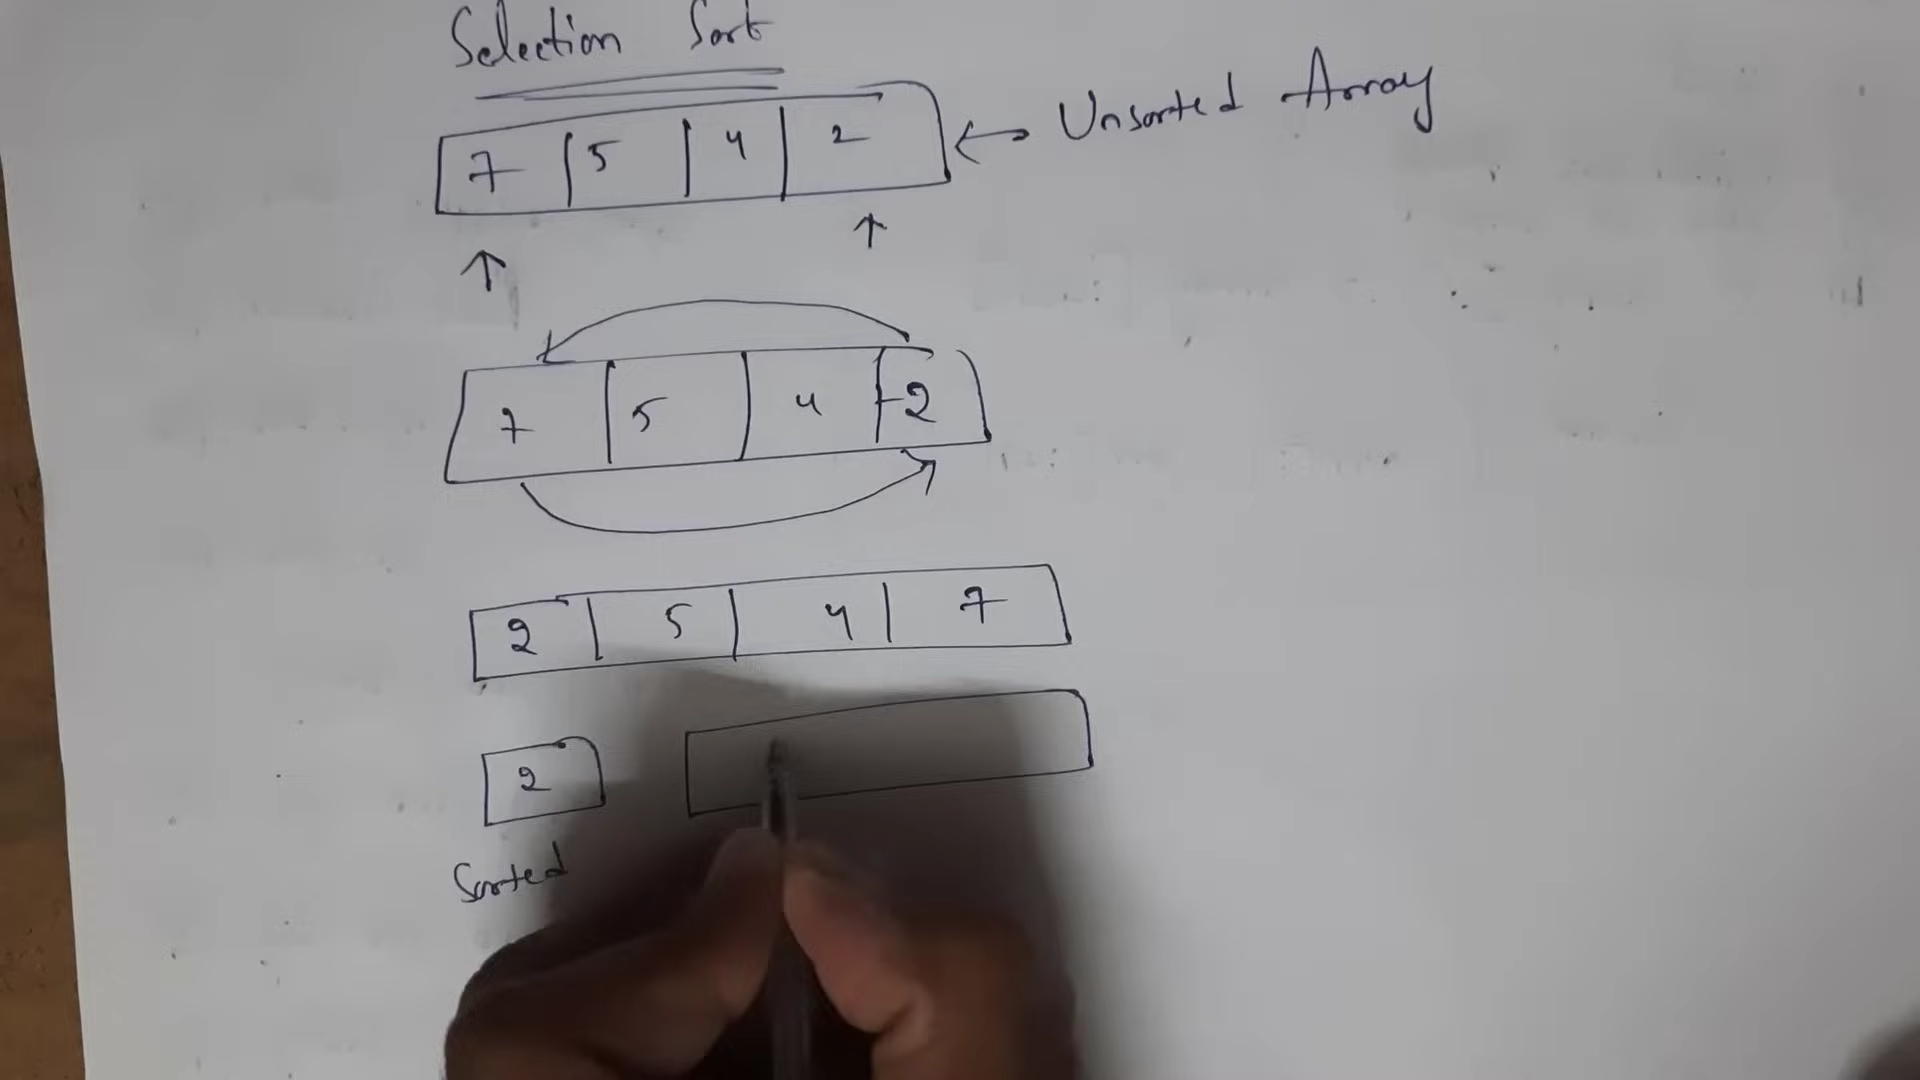 Selection Sort
7 5 4 2 Unsorted Array
7 5 4 2
2 5 4 7
2
Sorted